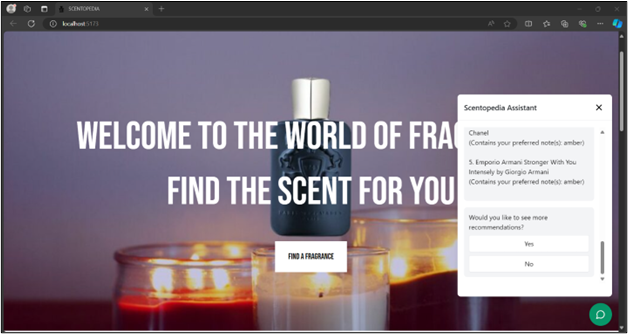 SCENTOPEDIA
localhost:5173
WELCOME TO THE WORLD OF FRAG
FIND THE SCENT FOR YOU
FIND A FRAGRANCE
Scentopedia Assistant
Chanel
(Contains your preferred note(s): amber)
5. Emporio Armani Stronger With You
Intensely by Giorgio Armani
(Contains your preferred note(s): amber)
Would you like to see more
recommendations?
Yes
No